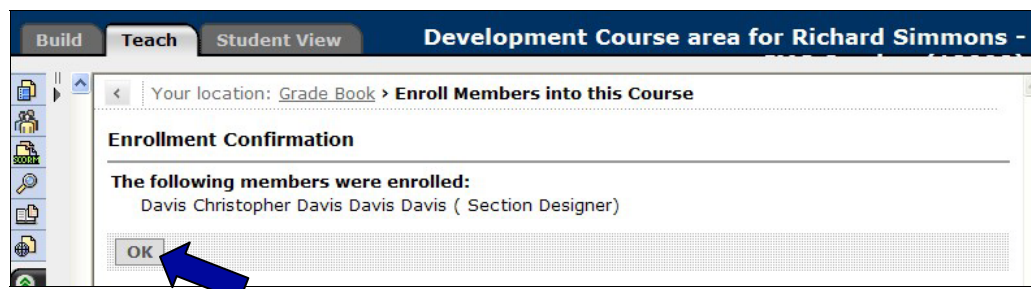 Build Teach Student View Development Course area for Richard Simmons -
Your location: Grade Book › Enroll Members into this Course
Enrollment Confirmation
SCORM
The following members were enrolled:
Davis Christopher Davis Davis Davis ( Section Designer)
OK